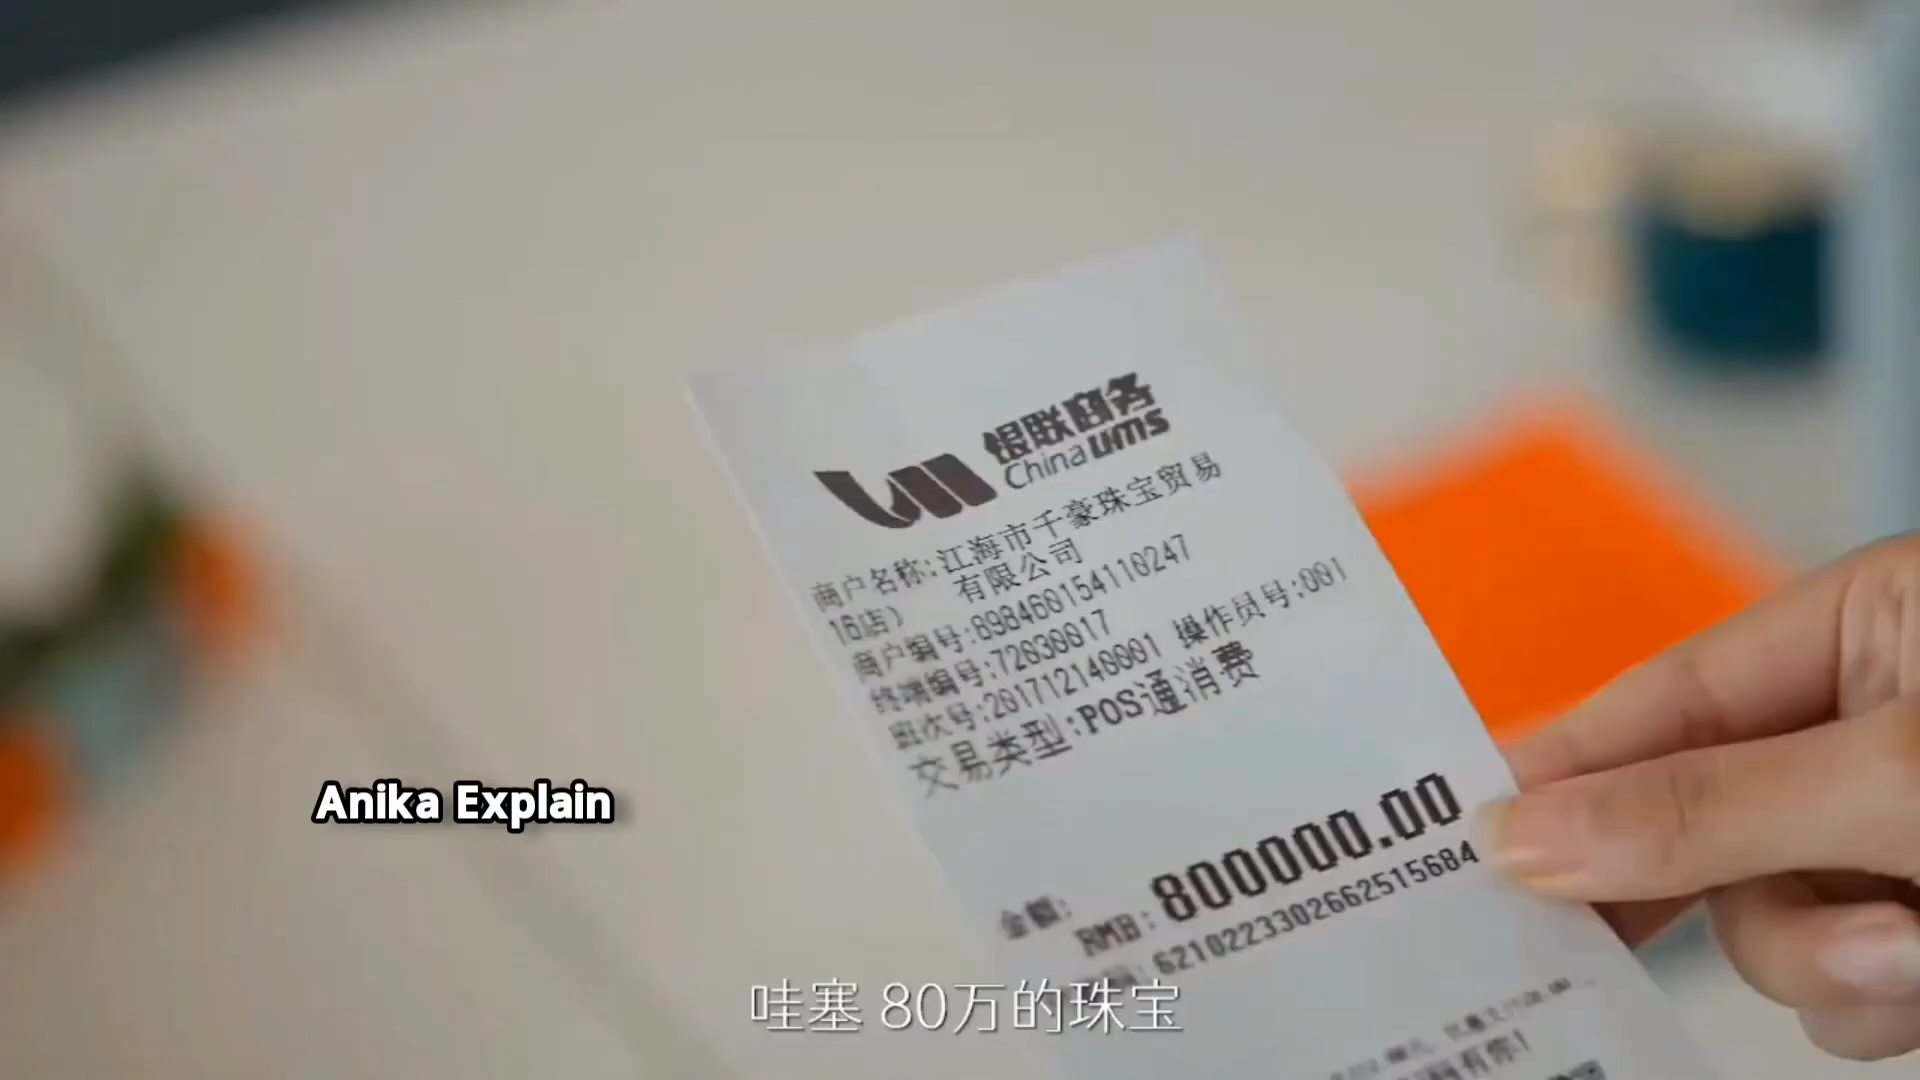 银联商务
China ums
商户名称:江海市千豪珠宝贸易
有限公司
16店)
商户编号:898460154110247
终端编号:72030017
班次号:201712140001 操作员号:001
交易类型:POS通消费
金额:
RMB:800000.00
6210223302662515684
有你!
Anika Explain
哇塞 80万的珠宝